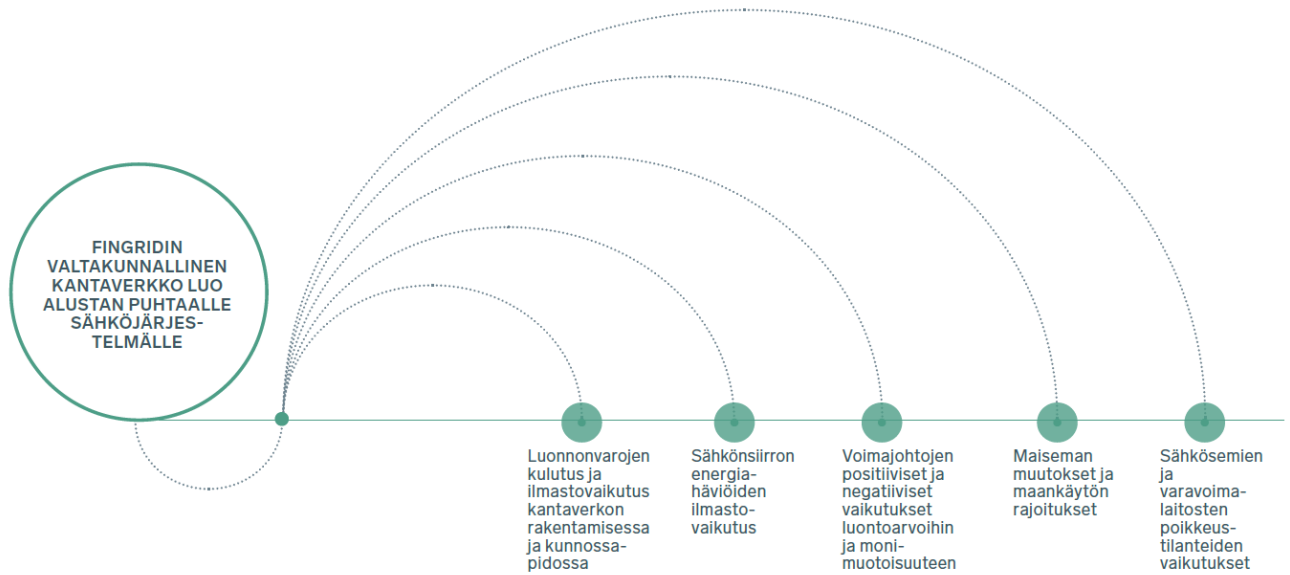 FINGRIDIN
VALTAKUNNALLINEN
KANTAVERKKO LUO
ALUSTAN PUHTAALLE
SÄHKÖJÄRJES-
TELMÄLLE
Luonnonvarojen
kulutus ja
ilmastovaikutus
kantaverkon
rakentamisessa
ja kunnossa-
pidossa
Sähkönsiirron
energia-
häviöiden
ilmasto-
vaikutus
Voimajohtojen
positiiviset ja
negatiiviset
vaikutukset
luontoarvoihin
ja moni-
muotoisuuteen
Maiseman
muutokset ja
maankäytön
rajoitukset
Sähkösemien
ja
varavoima-
laitosten
poikkeus-
tilanteiden
vaikutukset